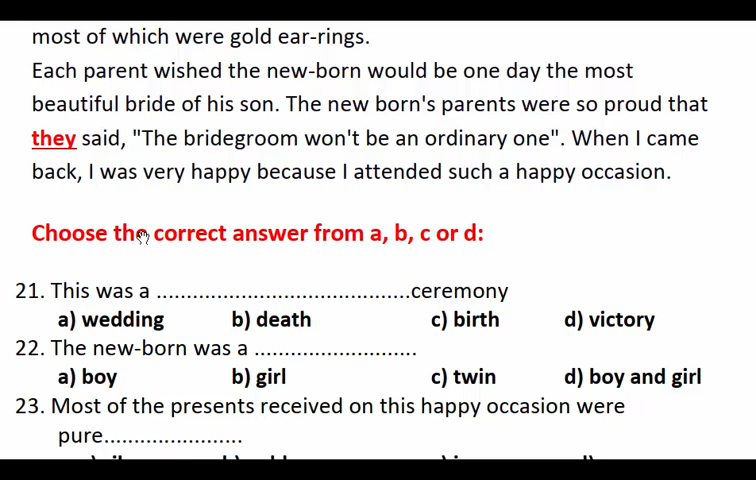 most of which were gold ear-rings.
Each parent wished the new-born would be one day the most
beautiful bride of his son. The new born's parents were so proud that
they said, "The bridegroom won't be an ordinary one". When I came
back, I was very happy because I attended such a happy occasion.
Choose the correct answer from a, b, c or d:
21. This was a ..........................................ceremony
a) wedding b) death c) birth d) victory
22. The new-born was a ...........................
a) boy b) girl c) twin d) boy and girl
23. Most of the presents received on this happy occasion were
pure.......................